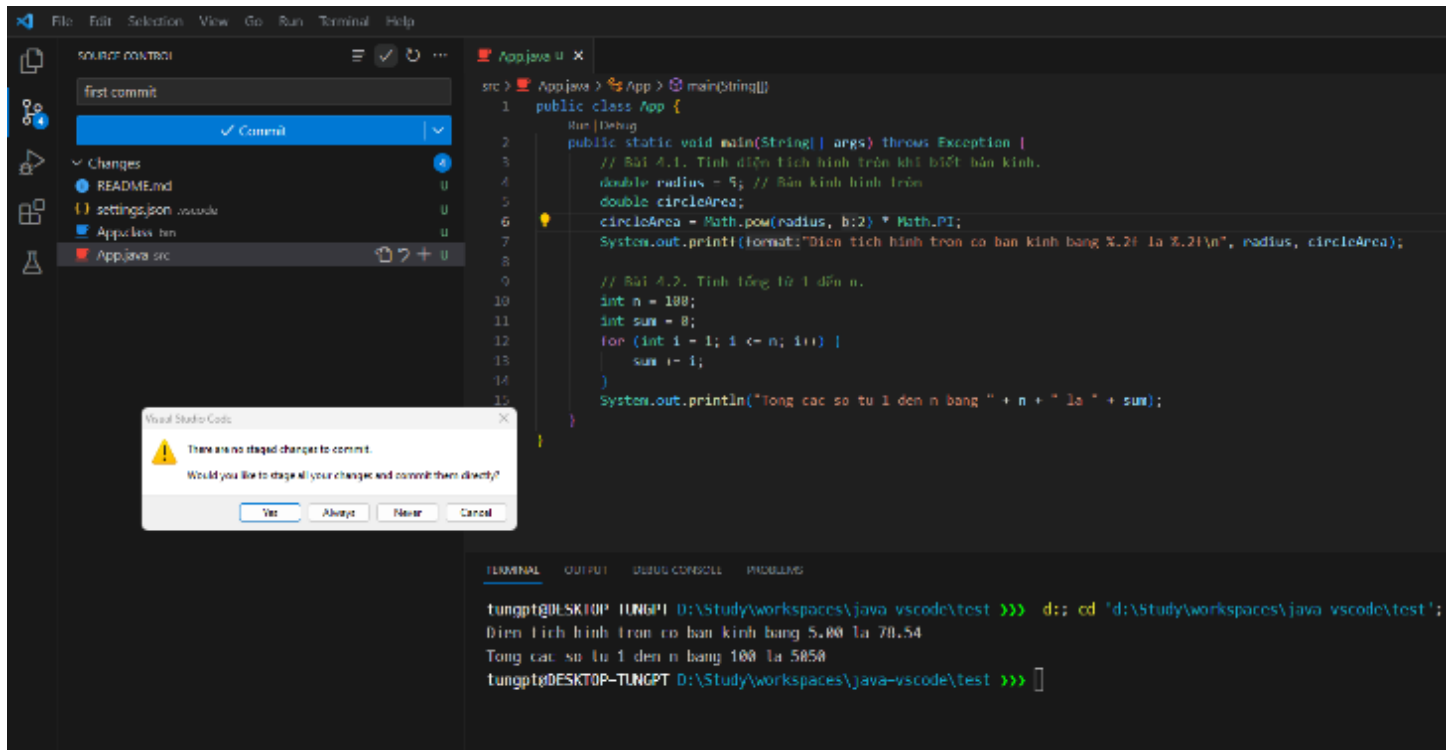 File Edit Selection View Go Run Terminal Help
SOURCE CONTROL
first commit
Commit
Changes
4
README.md U
settings.json .vscode U
App.class bin U
App.java src U
App.java U
src > App.java > App > main(String[])
1 public class App {
Run | Debug
2 public static void main(String[] args) throws Exception {
3 // Bài 4.1. Tính diện tích hình tròn khi biết bán kính.
4 double radius = 5; // Bán kính hình tròn
5 double circleArea;
6 circleArea = Math.pow(radius, b:2) * Math.PI;
7 System.out.printf(format:"Dien tich hinh tron co ban kinh bang %.2f la %.2f\n", radius, circleArea);
8
9 // Bài 4.2. Tính tổng từ 1 đến n.
10 int n = 100;
11 int sum = 0;
12 for (int i = 1; i <= n; i++) {
13 sum += i;
14 }
15 System.out.println("Tong cac so tu 1 den n bang " + n + " la " + sum);
}
}
Visual Studio Code
There are no staged changes to commit.
Would you like to stage all your changes and commit them directly?
Yes Always Never Cancel
TERMINAL OUTPUT DEBUG CONSOLE PROBLEMS
tungpt@DESKTOP-TUNGPT D:\Study\workspaces\java-vscode\test >>> d:; cd 'd:\Study\workspaces\java-vscode\test';
Dien tich hinh tron co ban kinh bang 5.00 la 78.54
Tong cac so tu 1 den n bang 100 la 5050
tungpt@DESKTOP-TUNGPT D:\Study\workspaces\java-vscode\test >>>